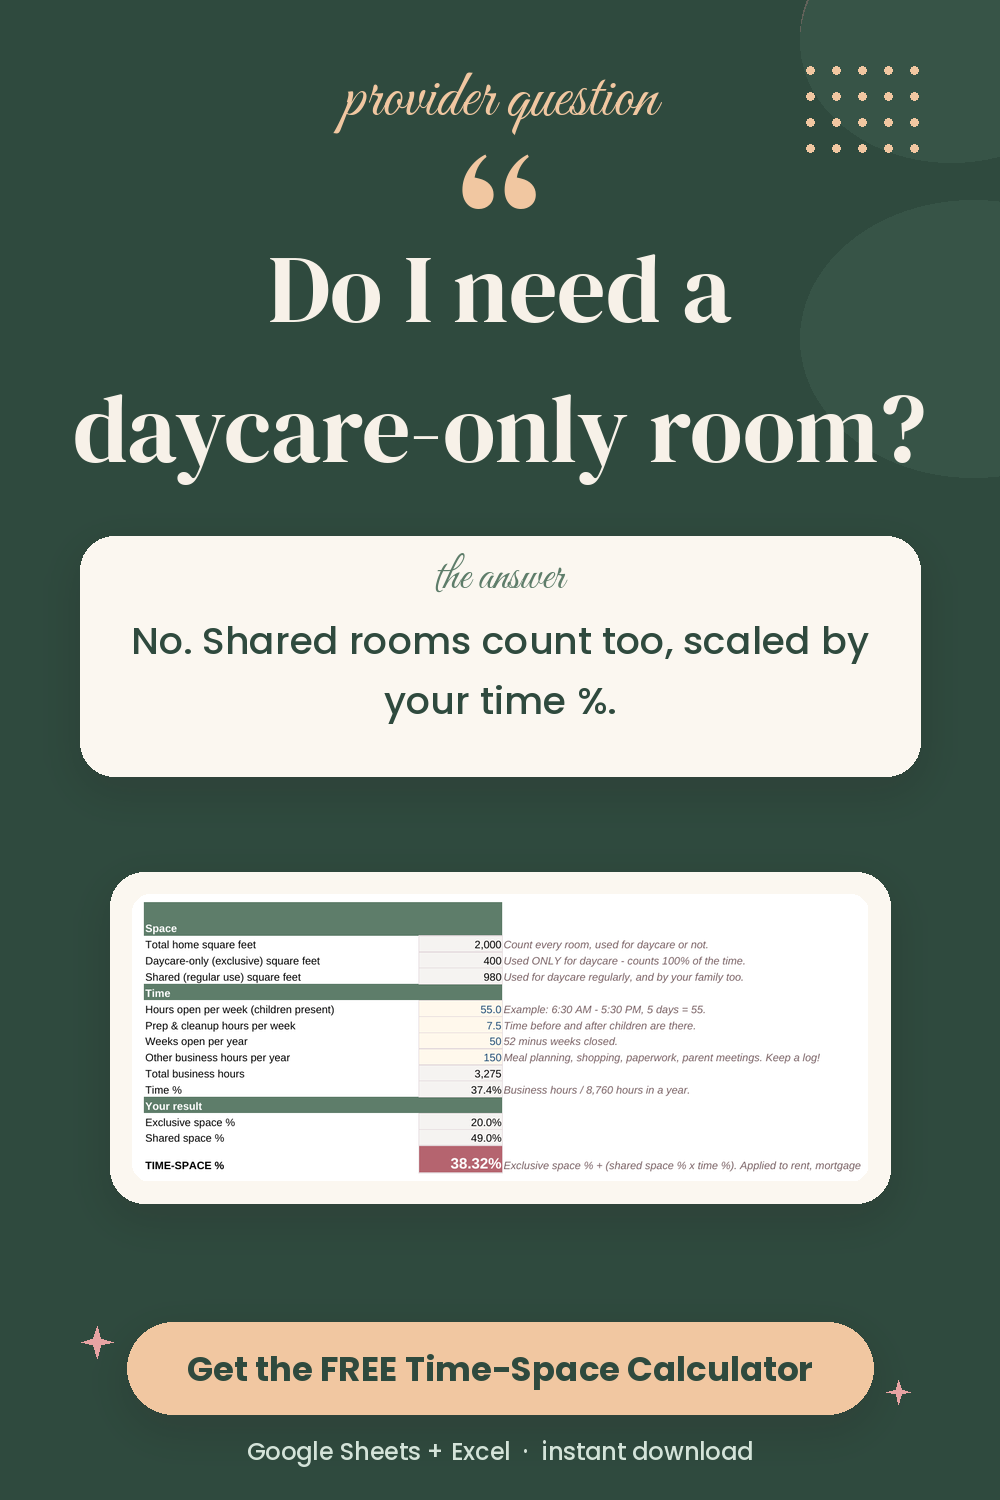 provider question
“
Do I need a
daycare-only room?
the answer
No. Shared rooms count too, scaled by
your time %.
Space
Total home square feet 2,000 Count every room, used for daycare or not.
Daycare-only (exclusive) square feet 400 Used ONLY for daycare - counts 100% of the time.
Shared (regular use) square feet 980 Used for daycare regularly, and by your family too.
Time
Hours open per week (children present) 55.0 Example: 6:30 AM - 5:30 PM, 5 days = 55.
Prep & cleanup hours per week 7.5 Time before and after children are there.
Weeks open per year 50 52 minus weeks closed.
Other business hours per year 150 Meal planning, shopping, paperwork, parent meetings. Keep a log!
Total business hours 3,275
Time % 37.4% Business hours / 8,760 hours in a year.
Your result
Exclusive space % 20.0%
Shared space % 49.0%
TIME-SPACE % 38.32% Exclusive space % + (shared space % x time %). Applied to rent, mortgage
Get the FREE Time-Space Calculator
Google Sheets + Excel · instant download